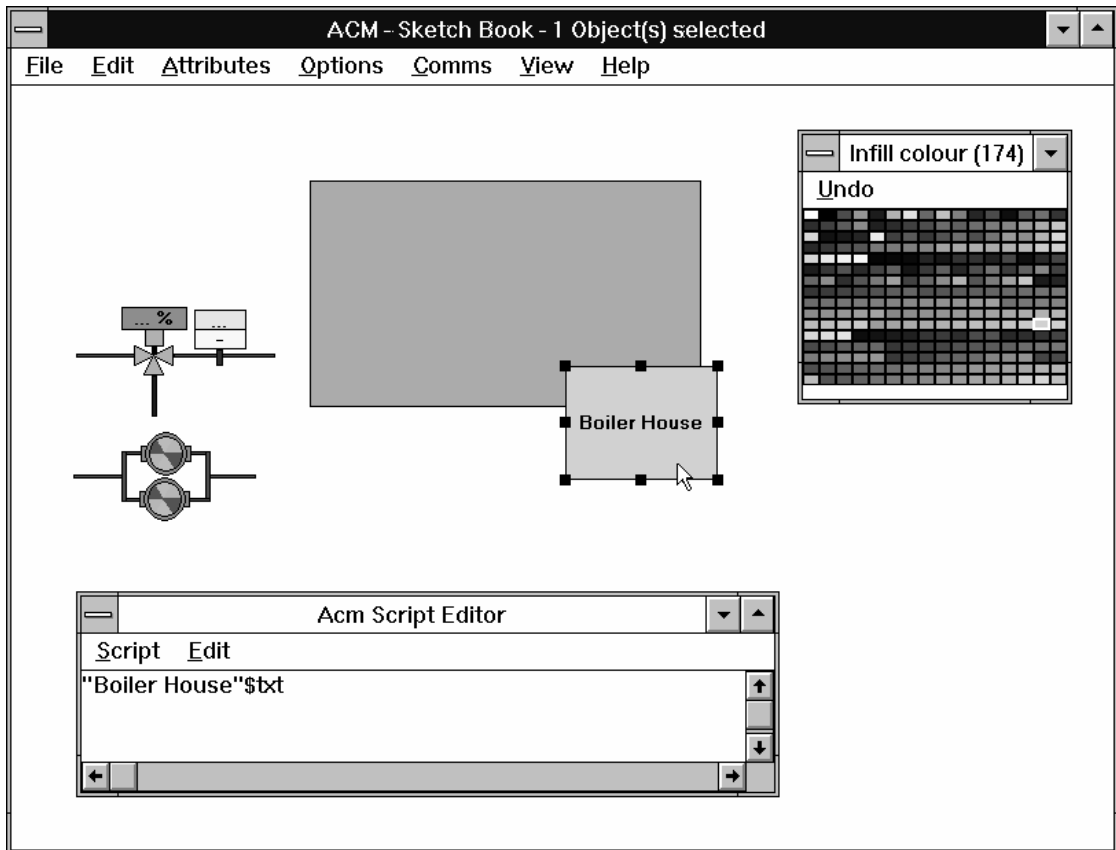 ACM - Sketch Book - 1 Object(s) selected
File Edit Attributes Options Comms View Help
Infill colour (174)
Undo
... % ...
-
Boiler House
Acm Script Editor
Script Edit
"Boiler House"$txt